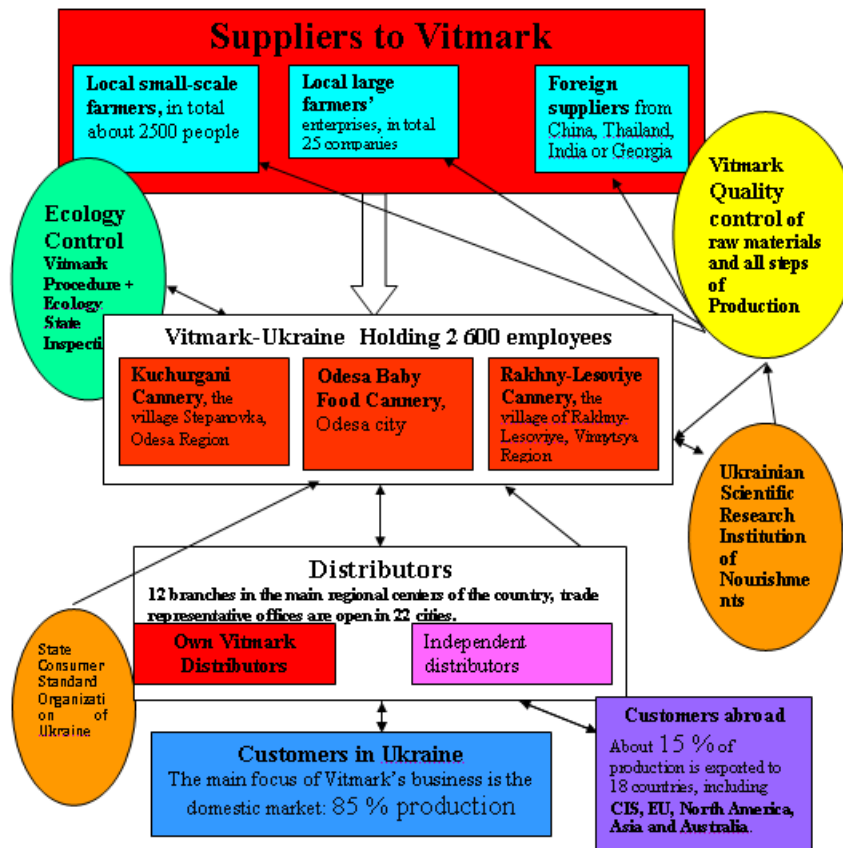 Suppliers to Vitmark
Local small-scale
farmers, in total
about 2500 people
Local large
farmers'
enterprises, in total
25 companies
Foreign
suppliers from
China, Thailand,
India or Georgia
Ecology
Control
Vitmark
Procedure +
Ecology
State
Vitmark
Quality
control of
raw materials
and all steps
of
Production
Vitmark-Ukraine Holding 2 600 employees
Kuchurgani
Cannery, the
village Stepanovka,
Odesa Region
Odesa Baby
Food Cannery,
Odesa city
Rakhny-Lesoviye
Cannery, the
village of Rakhny-
Lesoviye, Vinnytsya
Region
Ukrainian
Scientific
Research
Institution
of
Nourishme
nts
Distributors
12 branches in the main regional centers of the country, trade
representative offices are open in 22 cities.
Own Vitmark
Distributors
Independent
distributors
State
Consumer
Standard
Organizati
on of
Ukraine
Customers in Ukraine
The main focus of Vitmark's business is the
domestic market: 85 % production
Customers abroad
About 15 % of
production is exported to
18 countries, including
CIS, EU, North America,
Asia and Australia.